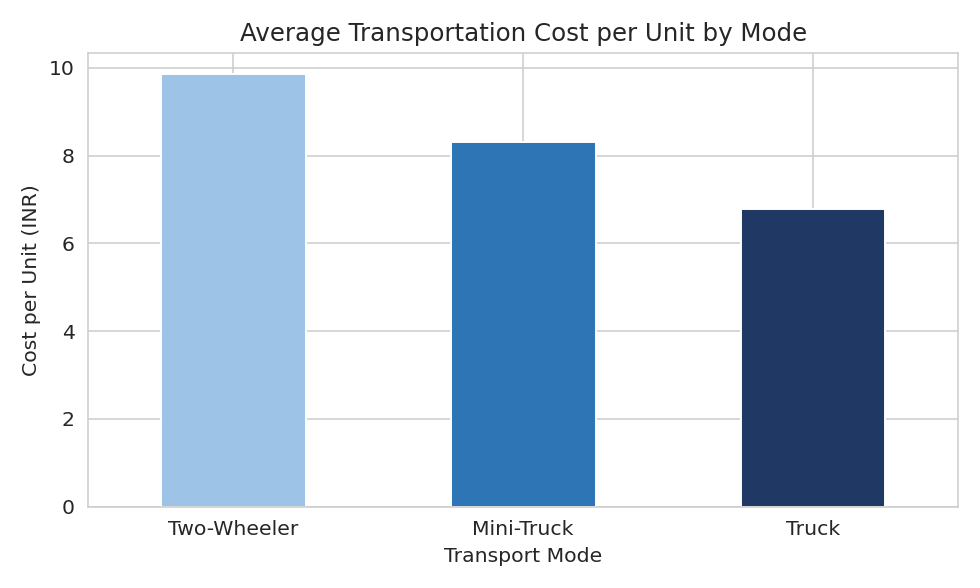 Average Transportation Cost per Unit by Mode
Cost per Unit (INR)
10
8
6
4
2
0
Two-Wheeler Mini-Truck Truck
Transport Mode